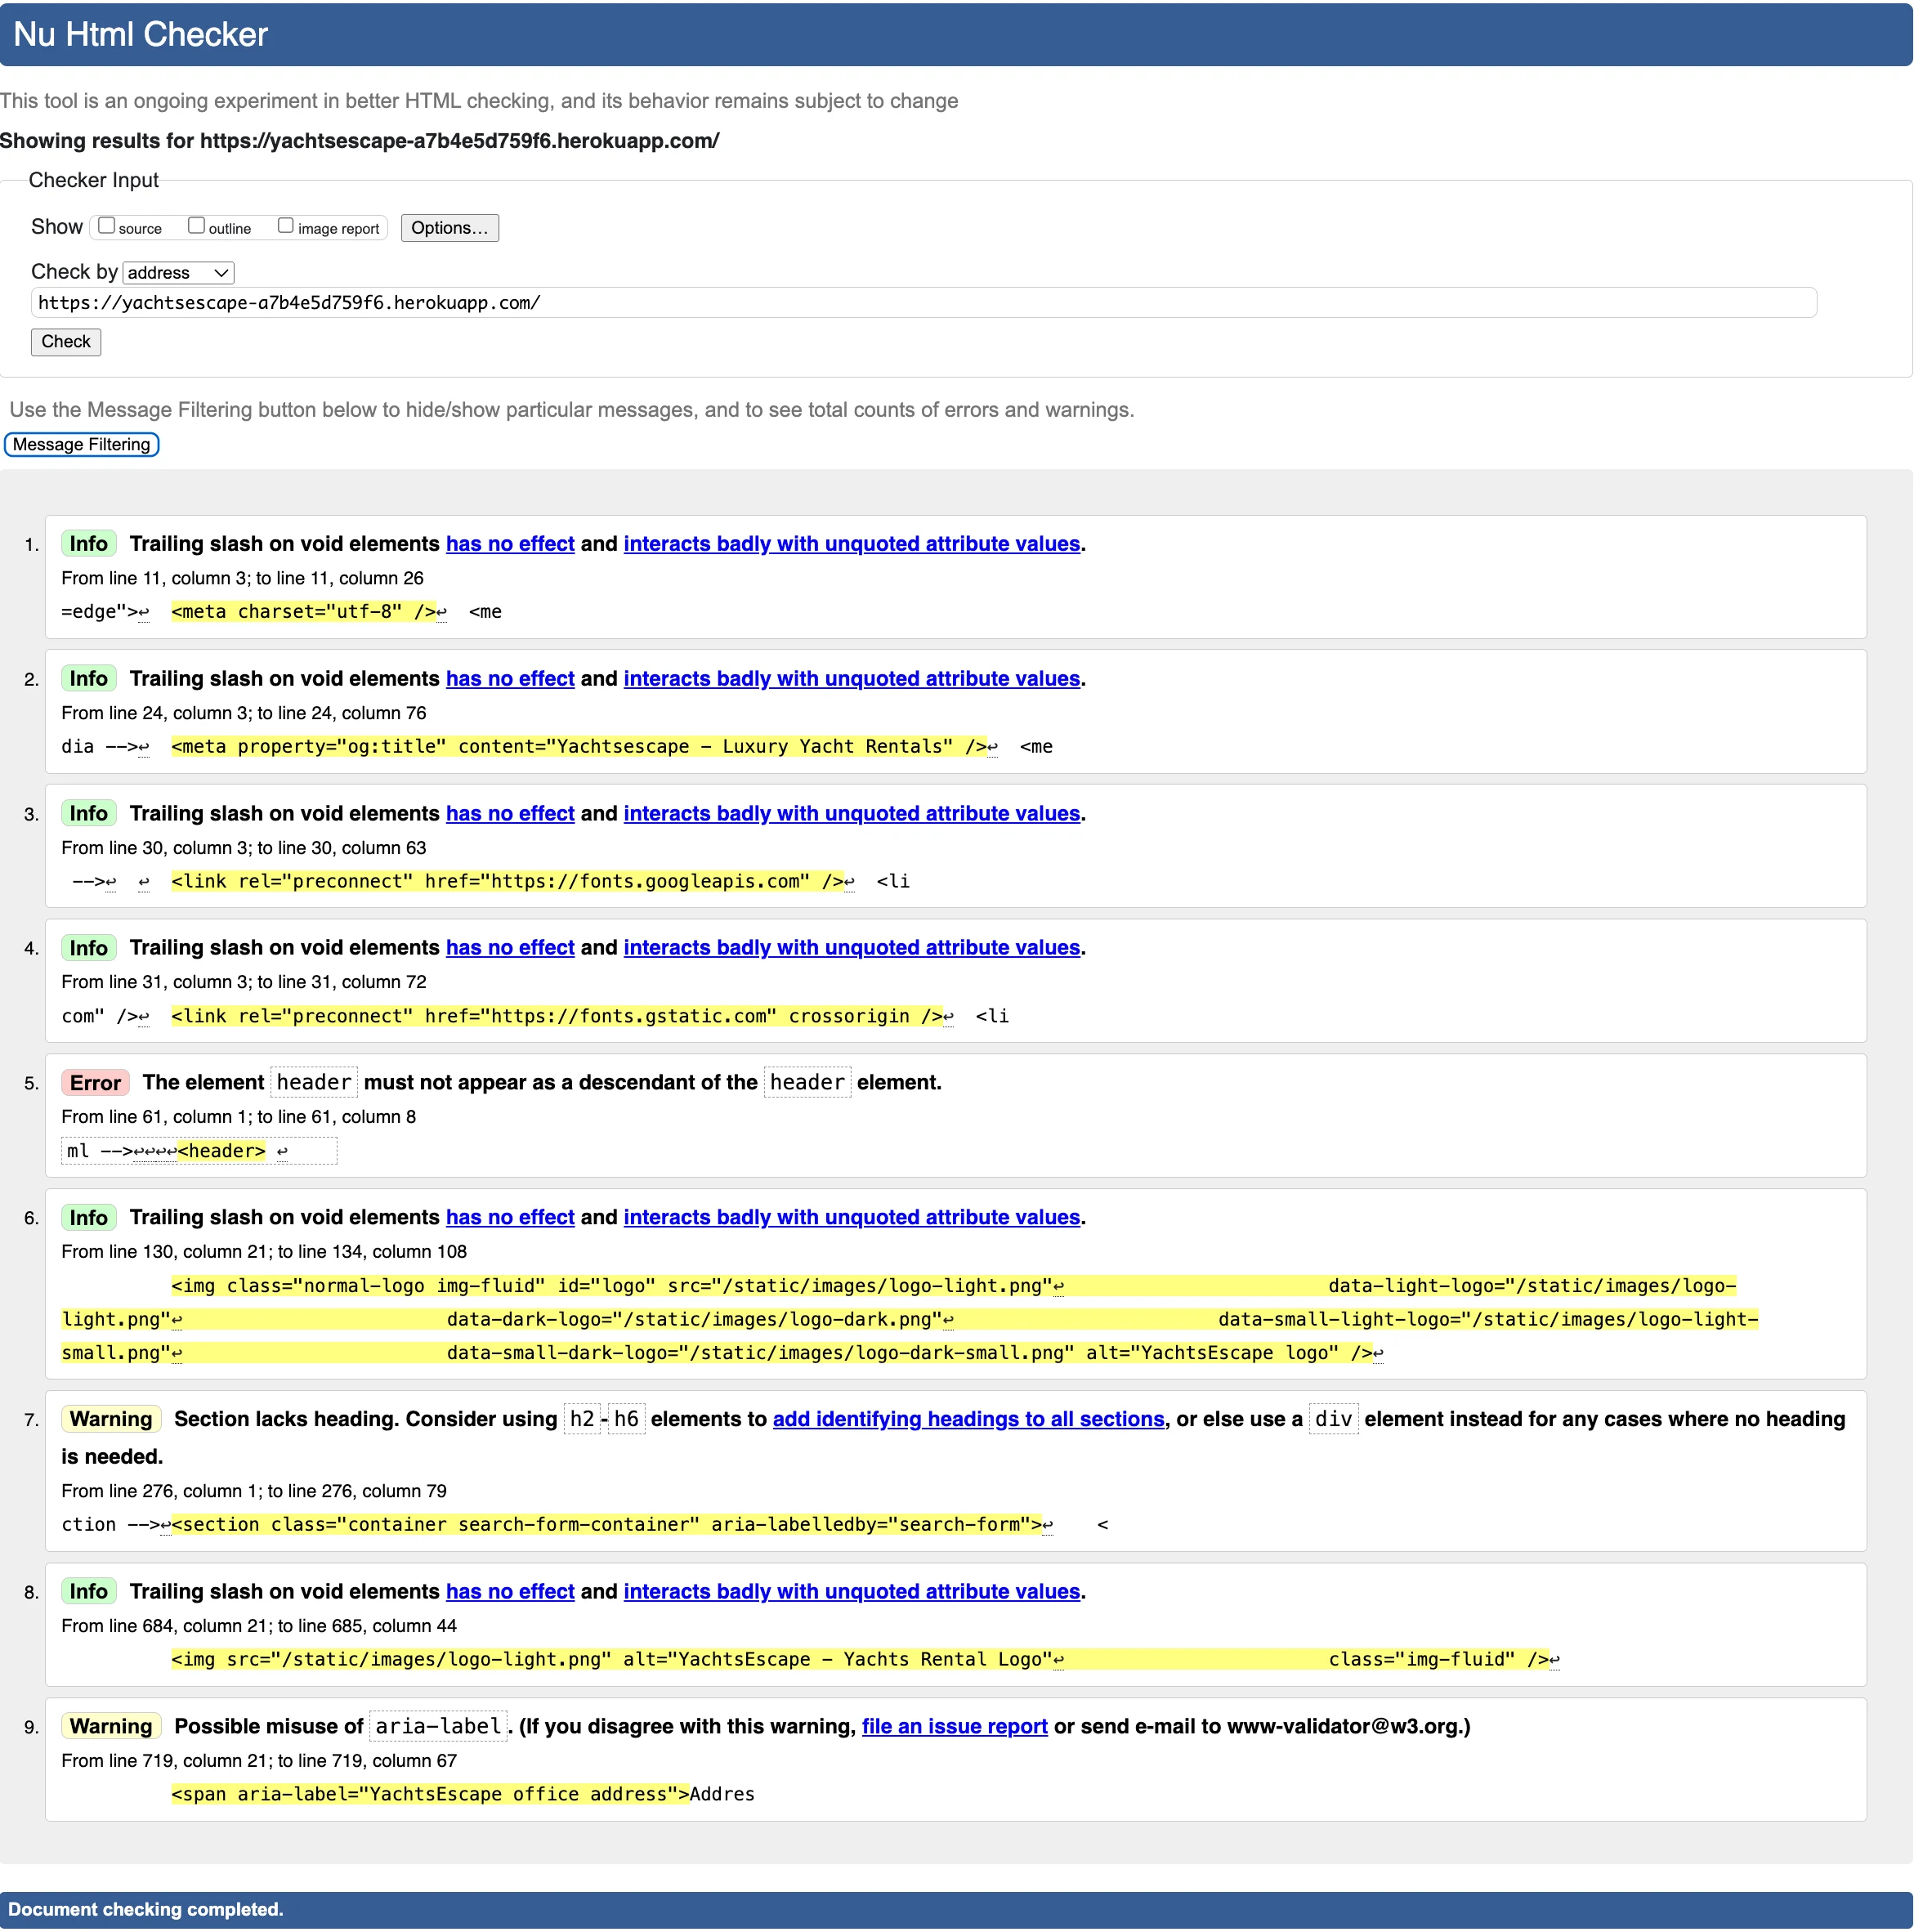 Nu Html Checker
This tool is an ongoing experiment in better HTML checking, and its behavior remains subject to change
Showing results for https://yachtsescape-a7b4e5d759f6.herokuapp.com/
Checker Input
Show source outline image report Options...
Check by address
https://yachtsescape-a7b4e5d759f6.herokuapp.com/
Check
Use the Message Filtering button below to hide/show particular messages, and to see total counts of errors and warnings.
Message Filtering
1. Info Trailing slash on void elements has no effect and interacts badly with unquoted attribute values.
From line 11, column 3; to line 11, column 26
=edge">↩ <meta charset="utf-8" />↩ <me
2. Info Trailing slash on void elements has no effect and interacts badly with unquoted attribute values.
From line 24, column 3; to line 24, column 76
dia -->↩ <meta property="og:title" content="Yachtsescape - Luxury Yacht Rentals" />↩ <me
3. Info Trailing slash on void elements has no effect and interacts badly with unquoted attribute values.
From line 30, column 3; to line 30, column 63
-->↩ ↩ <link rel="preconnect" href="https://fonts.googleapis.com" />↩ <li
4. Info Trailing slash on void elements has no effect and interacts badly with unquoted attribute values.
From line 31, column 3; to line 31, column 72
com" />↩ <link rel="preconnect" href="https://fonts.gstatic.com" crossorigin />↩ <li
5. Error The element header must not appear as a descendant of the header element.
From line 61, column 1; to line 61, column 8
ml -->↩↩↩↩<header> ↩
6. Info Trailing slash on void elements has no effect and interacts badly with unquoted attribute values.
From line 130, column 21; to line 134, column 108
<img class="normal-logo img-fluid" id="logo" src="/static/images/logo-light.png"↩ data-light-logo="/static/images/logo-
light.png"↩ data-dark-logo="/static/images/logo-dark.png"↩ data-small-light-logo="/static/images/logo-light-
small.png"↩ data-small-dark-logo="/static/images/logo-dark-small.png" alt="YachtsEscape logo" />↩
7. Warning Section lacks heading. Consider using h2-h6 elements to add identifying headings to all sections, or else use a div element instead for any cases where no heading
is needed.
From line 276, column 1; to line 276, column 79
ction -->↩<section class="container search-form-container" aria-labelledby="search-form">↩ <
8. Info Trailing slash on void elements has no effect and interacts badly with unquoted attribute values.
From line 684, column 21; to line 685, column 44
<img src="/static/images/logo-light.png" alt="YachtsEscape - Yachts Rental Logo"↩ class="img-fluid" />↩
9. Warning Possible misuse of aria-label. (If you disagree with this warning, file an issue report or send e-mail to www-validator@w3.org.)
From line 719, column 21; to line 719, column 67
<span aria-label="YachtsEscape office address">Addres
Document checking completed.